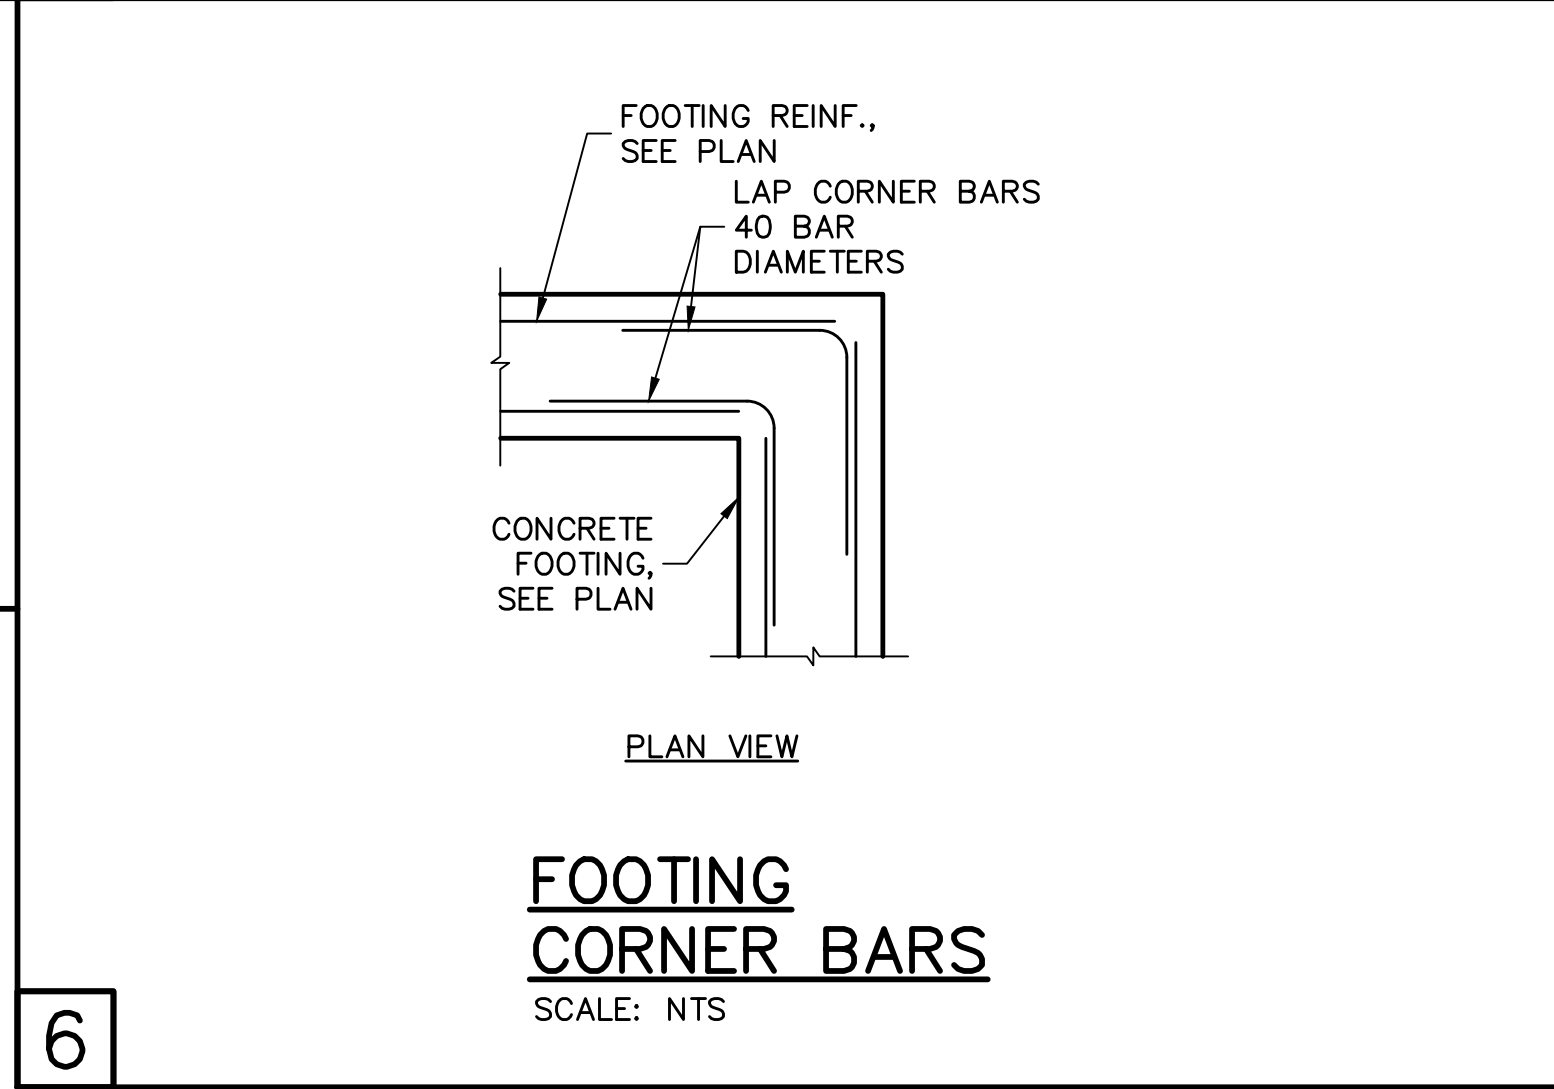 FOOTING REINF.,
SEE PLAN
LAP CORNER BARS
40 BAR
DIAMETERS
CONCRETE
FOOTING,
SEE PLAN
PLAN VIEW
FOOTING
CORNER BARS
SCALE: NTS
6